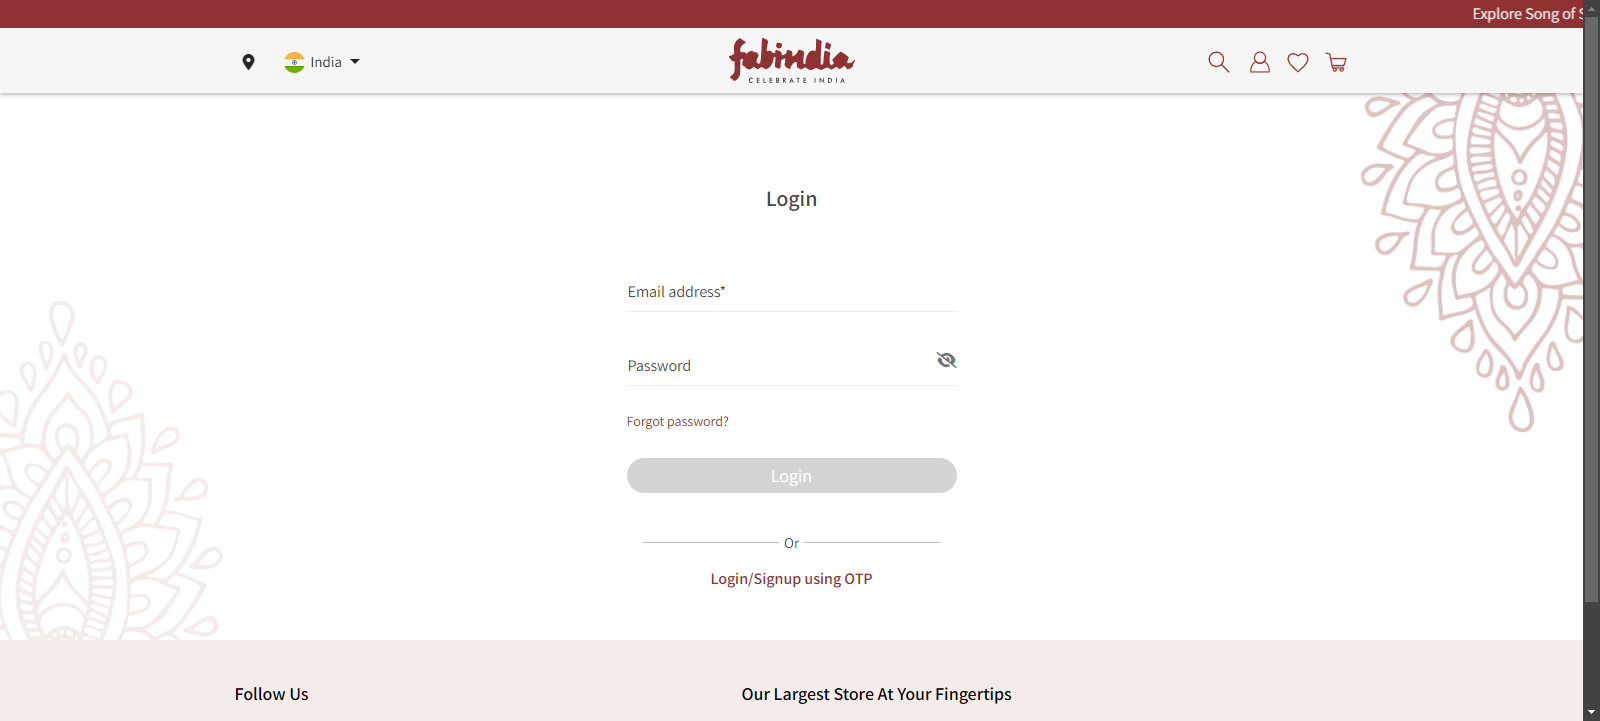 Explore Song of
India
fabindia
CELEBRATE INDIA
Login
Email address*
Password
Forgot password?
Login
Or
Login/Signup using OTP
Follow Us
Our Largest Store At Your Fingertips